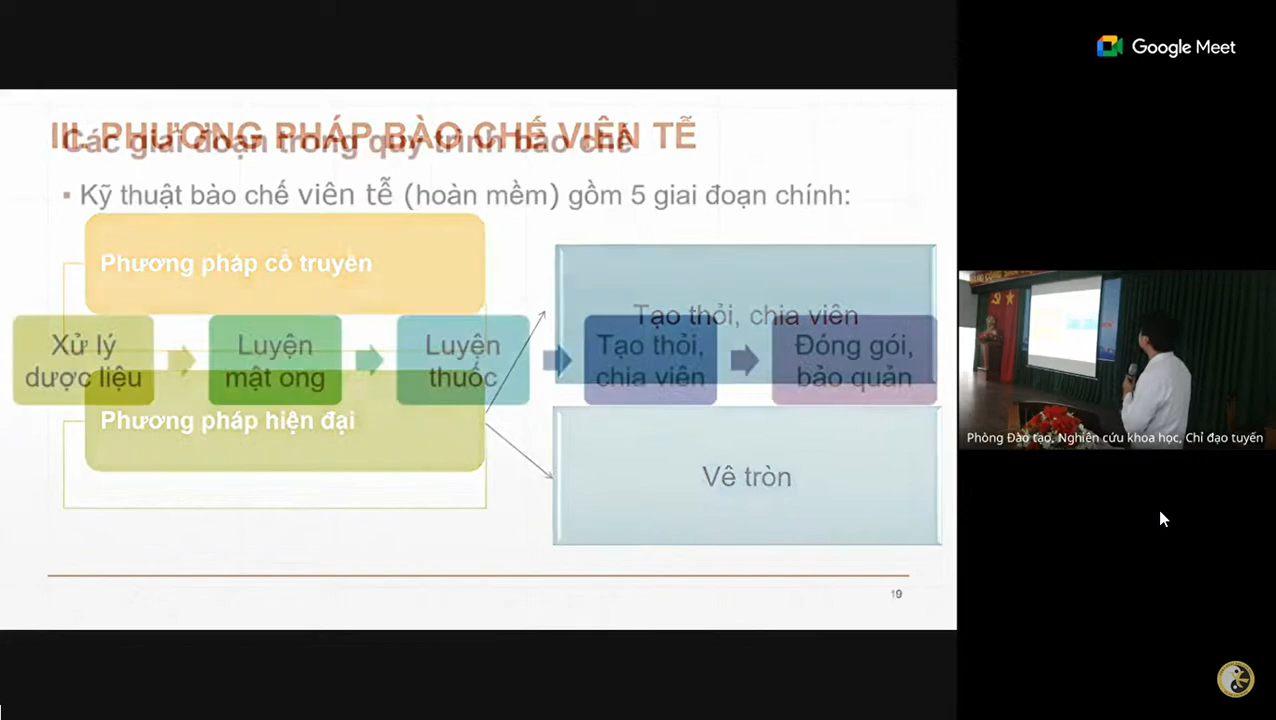 Google Meet
III. PHƯƠNG PHÁP BÀO CHẾ VIÊN TỄ
Các giai đoạn trong quy trình bào chế
▪ Kỹ thuật bào chế viên tễ (hoàn mềm) gồm 5 giai đoạn chính:
Phương pháp cổ truyền
Tạo thỏi, chia viên
Xử lý
dược liệu
Luyện
mật ong
Luyện
thuốc
Tạo thỏi,
chia viên
Đóng gói,
bảo quản
Phương pháp hiện đại
Vê tròn
19
Phòng Đào tạo, Nghiên cứu khoa học, Chỉ đạo tuyến